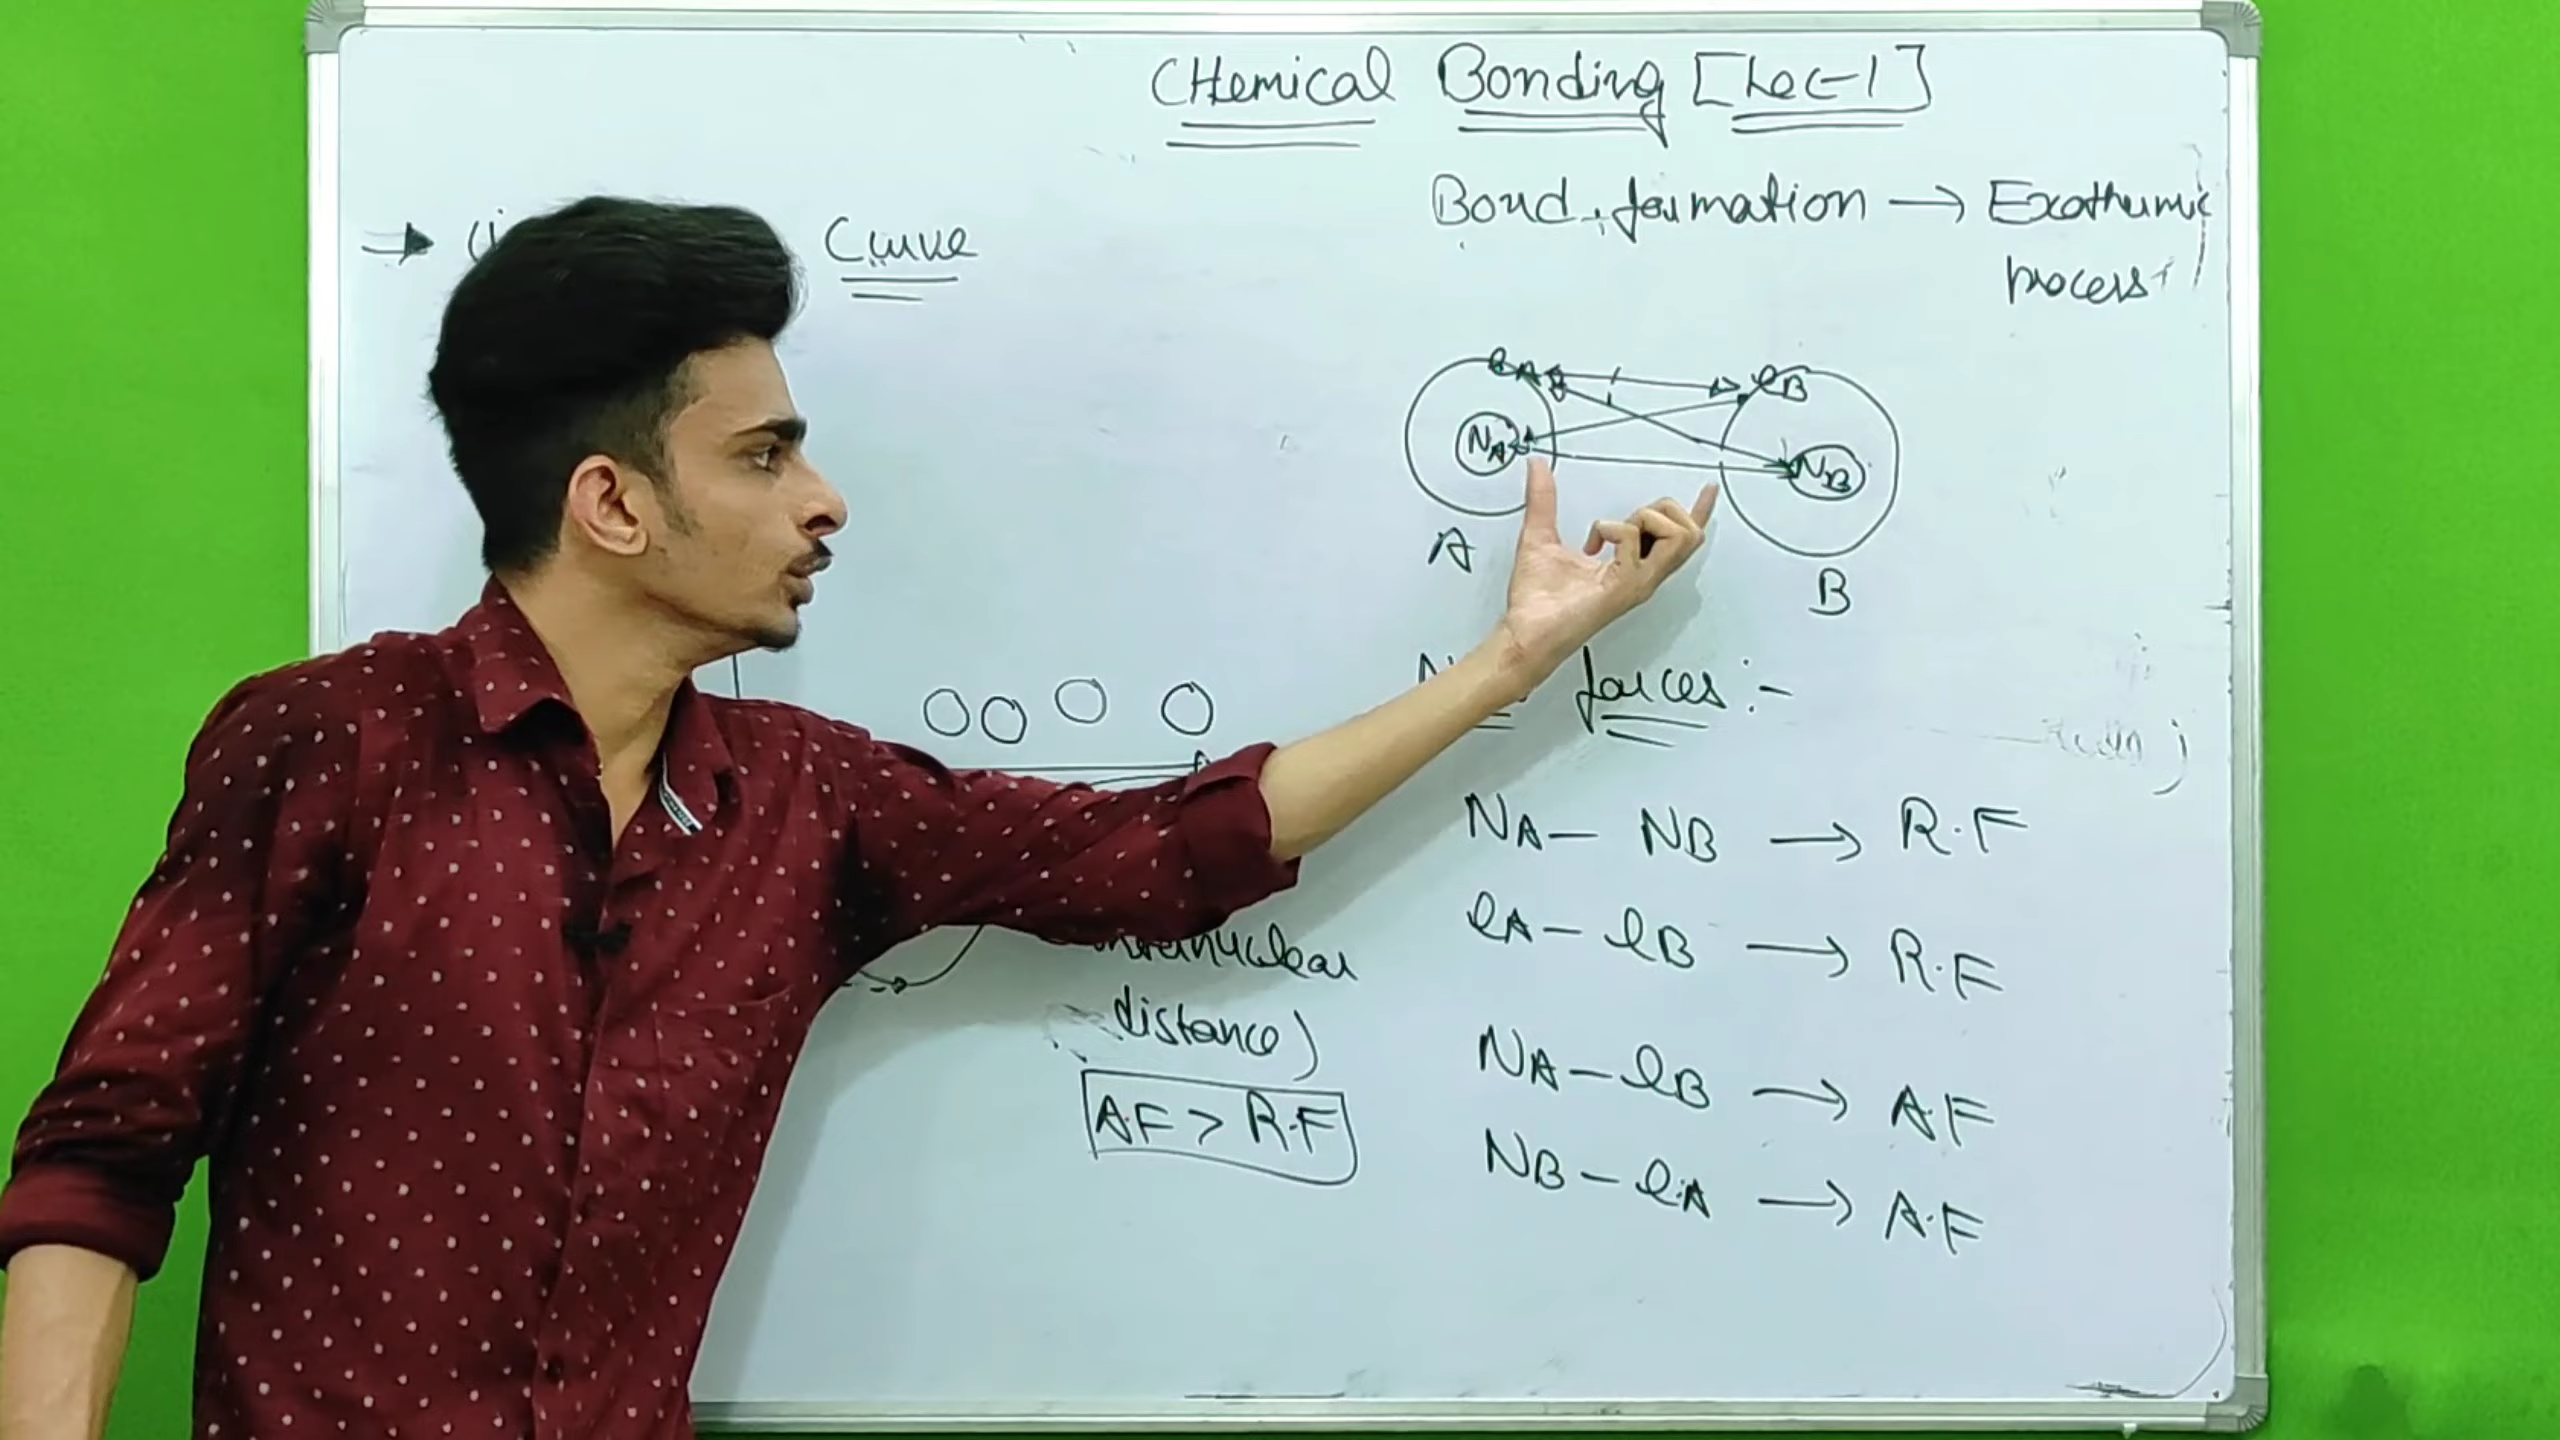 CHemical Bonding [Lec-1]
Bond formation → Exothermic
process
Curve
eA
eB
NA
NB
A
B
forces :-
NA - NB → R.F
eA - eB → R.F
NA - eB → A.F
NB - eA → A.F
internuclear
distance)
A.F > R.F